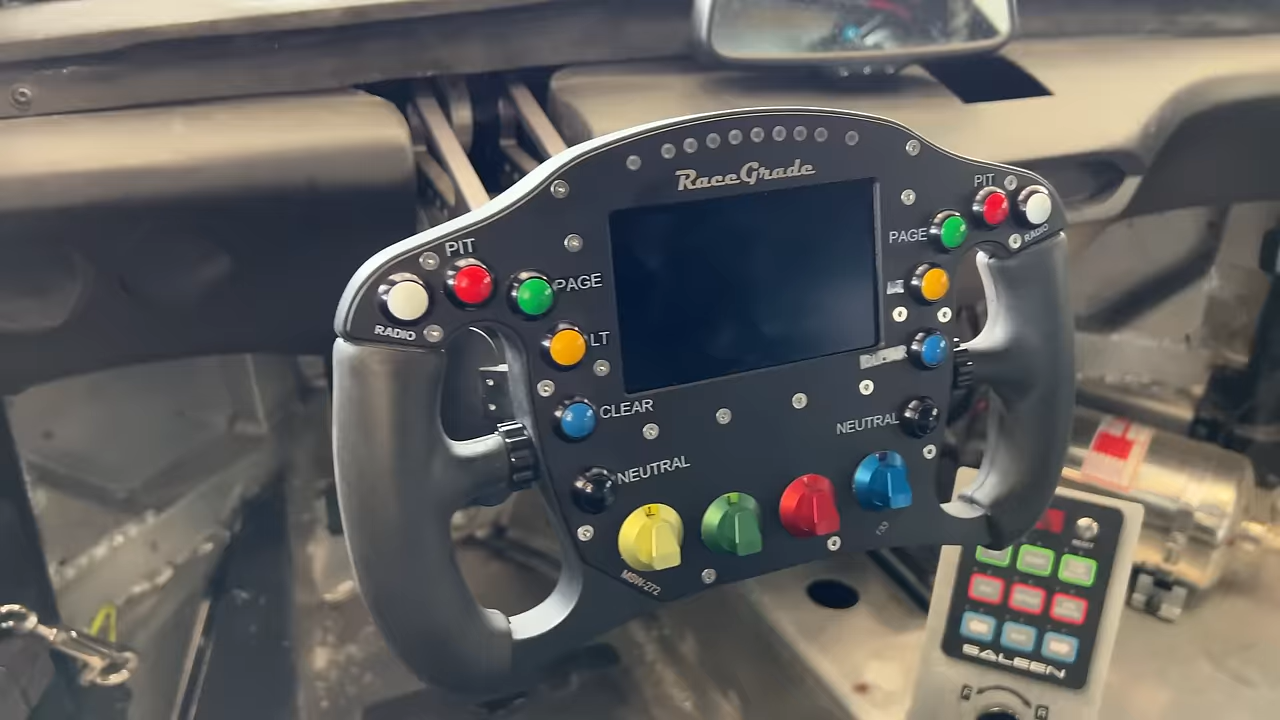 RaceGrade
PIT
PAGE
RADIO
LT
CLEAR
NEUTRAL
MSW-272
PIT
PAGE
RADIO
NEUTRAL
SALEEN